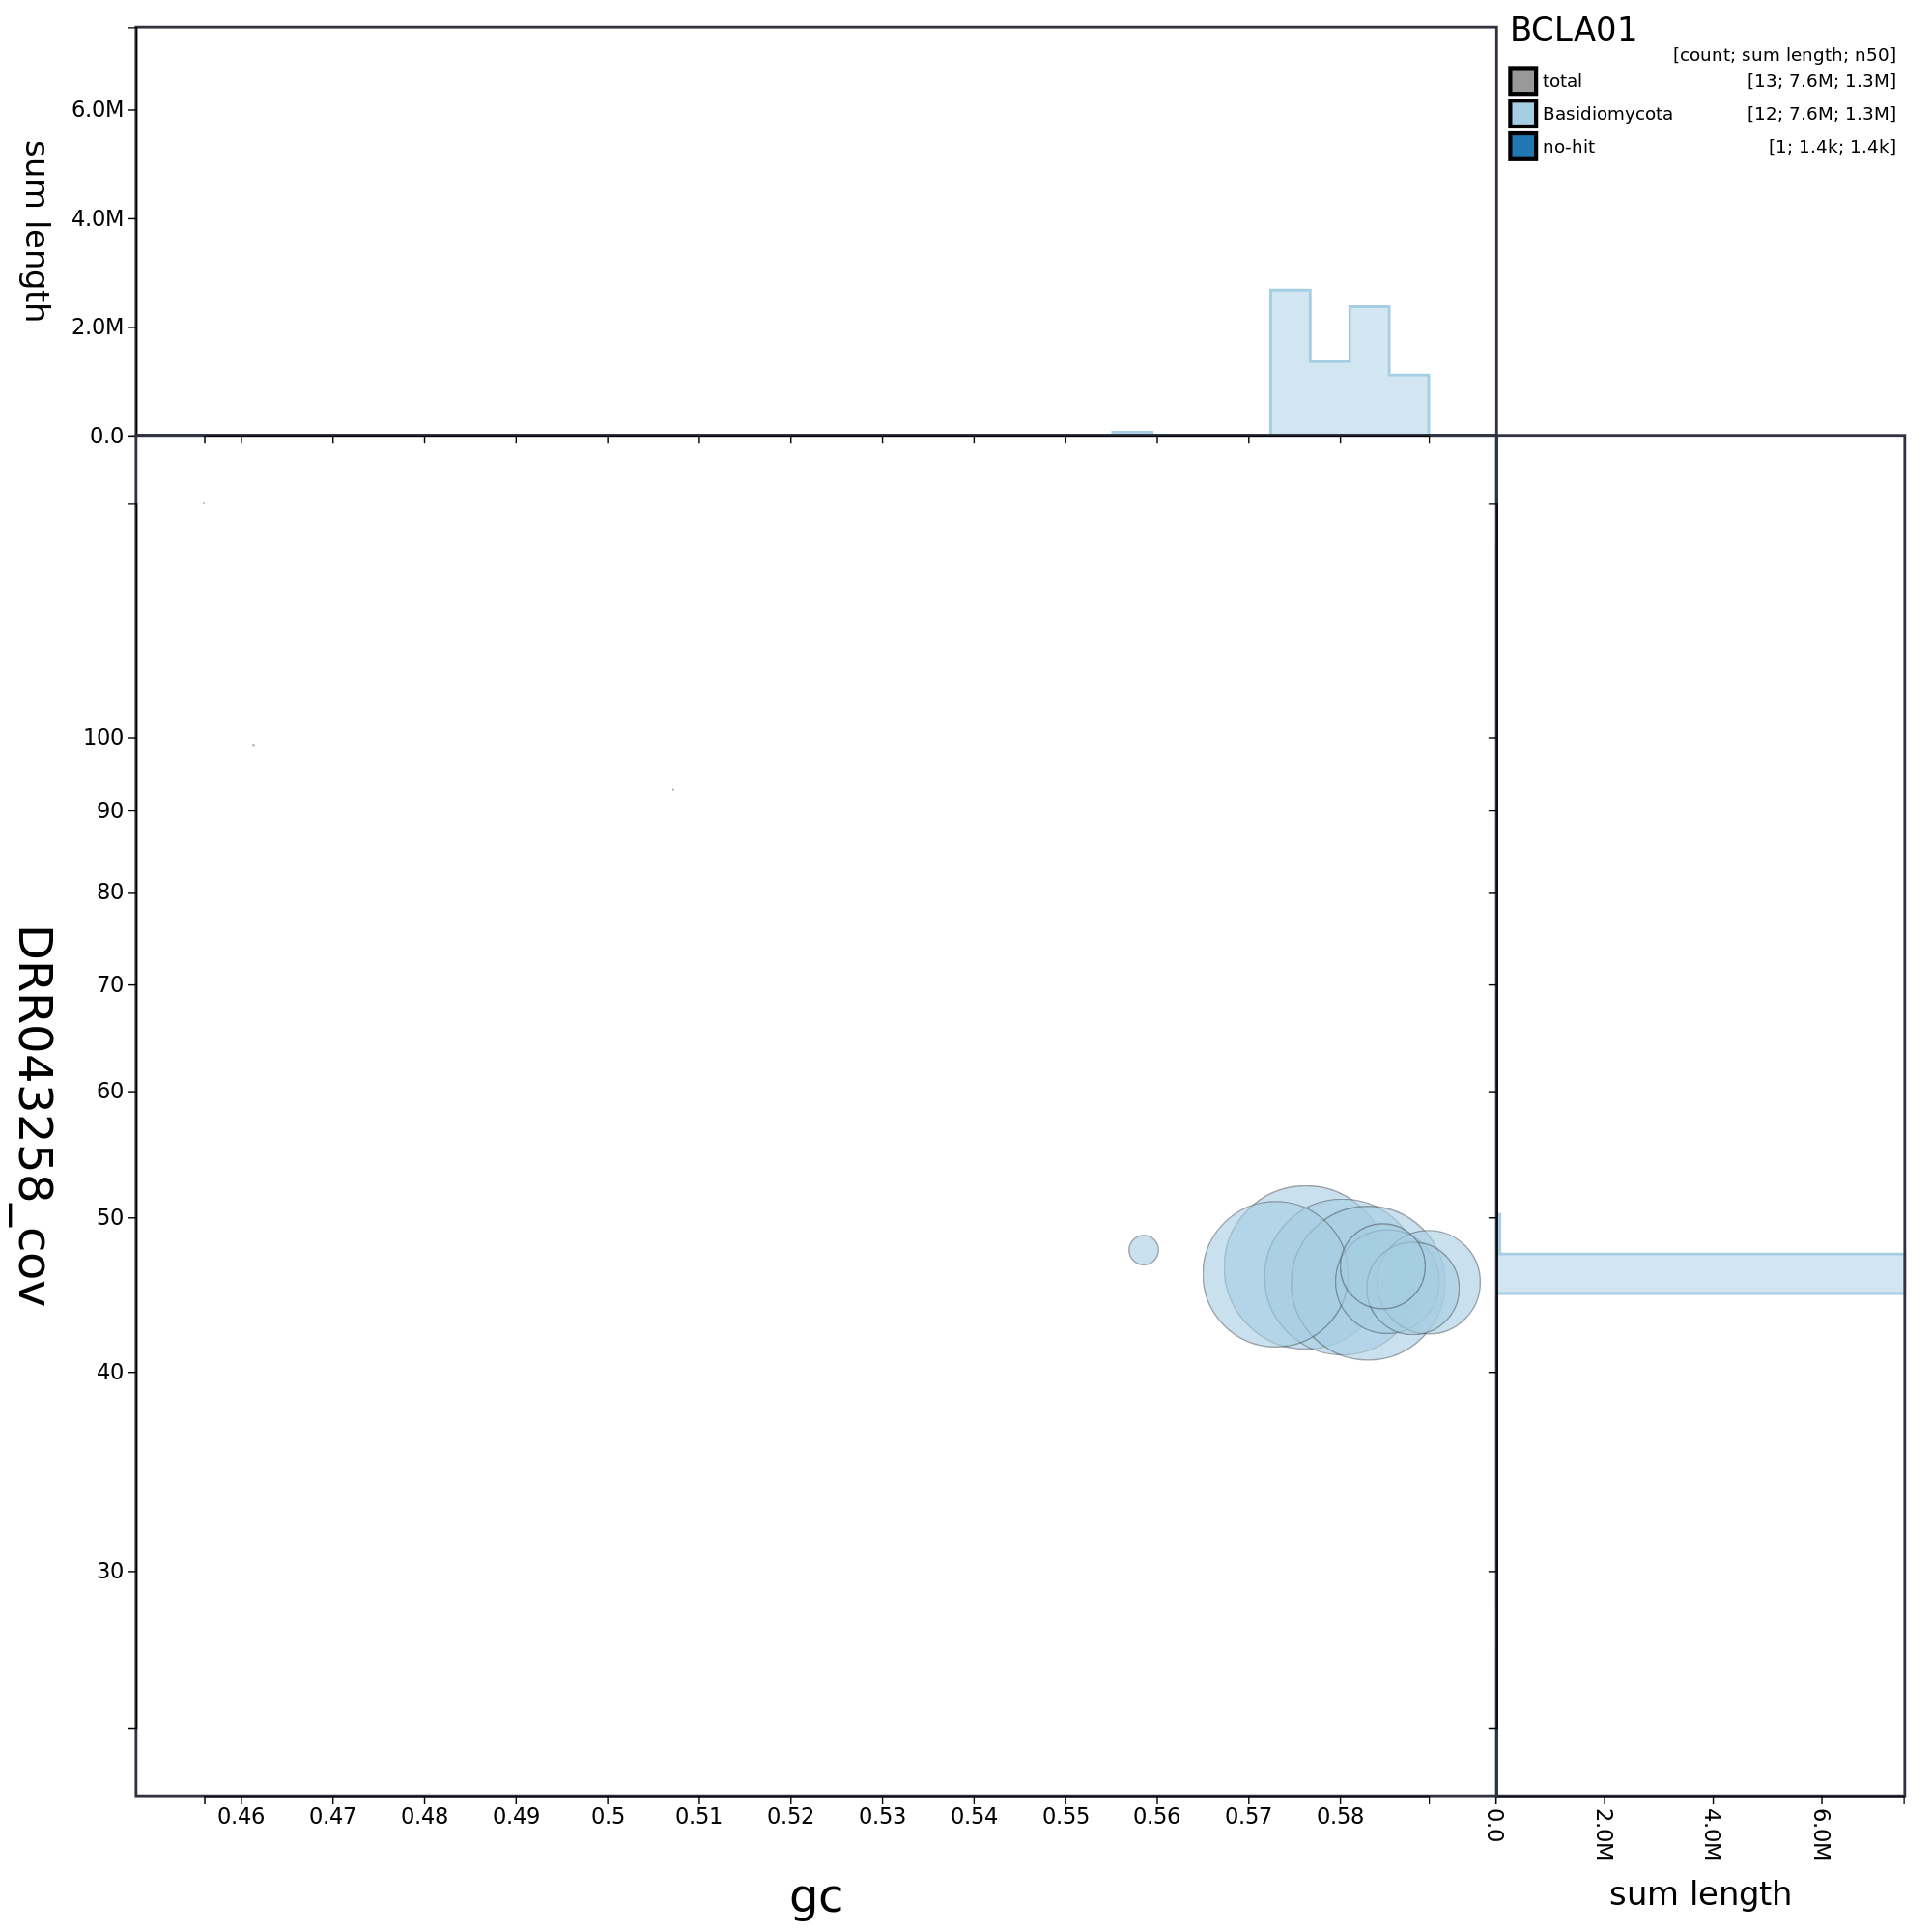 BCLA01
[count; sum length; n50]
total [13; 7.6M; 1.3M]
Basidiomycota [12; 7.6M; 1.3M]
no-hit [1; 1.4k; 1.4k]
sum length
6.0M
4.0M
2.0M
0.0
DRR043258_cov
100
90
80
70
60
50
40
30
0.46 0.47 0.48 0.49 0.5 0.51 0.52 0.53 0.54 0.55 0.56 0.57 0.58
gc
0.0 2.0M 4.0M 6.0M
sum length